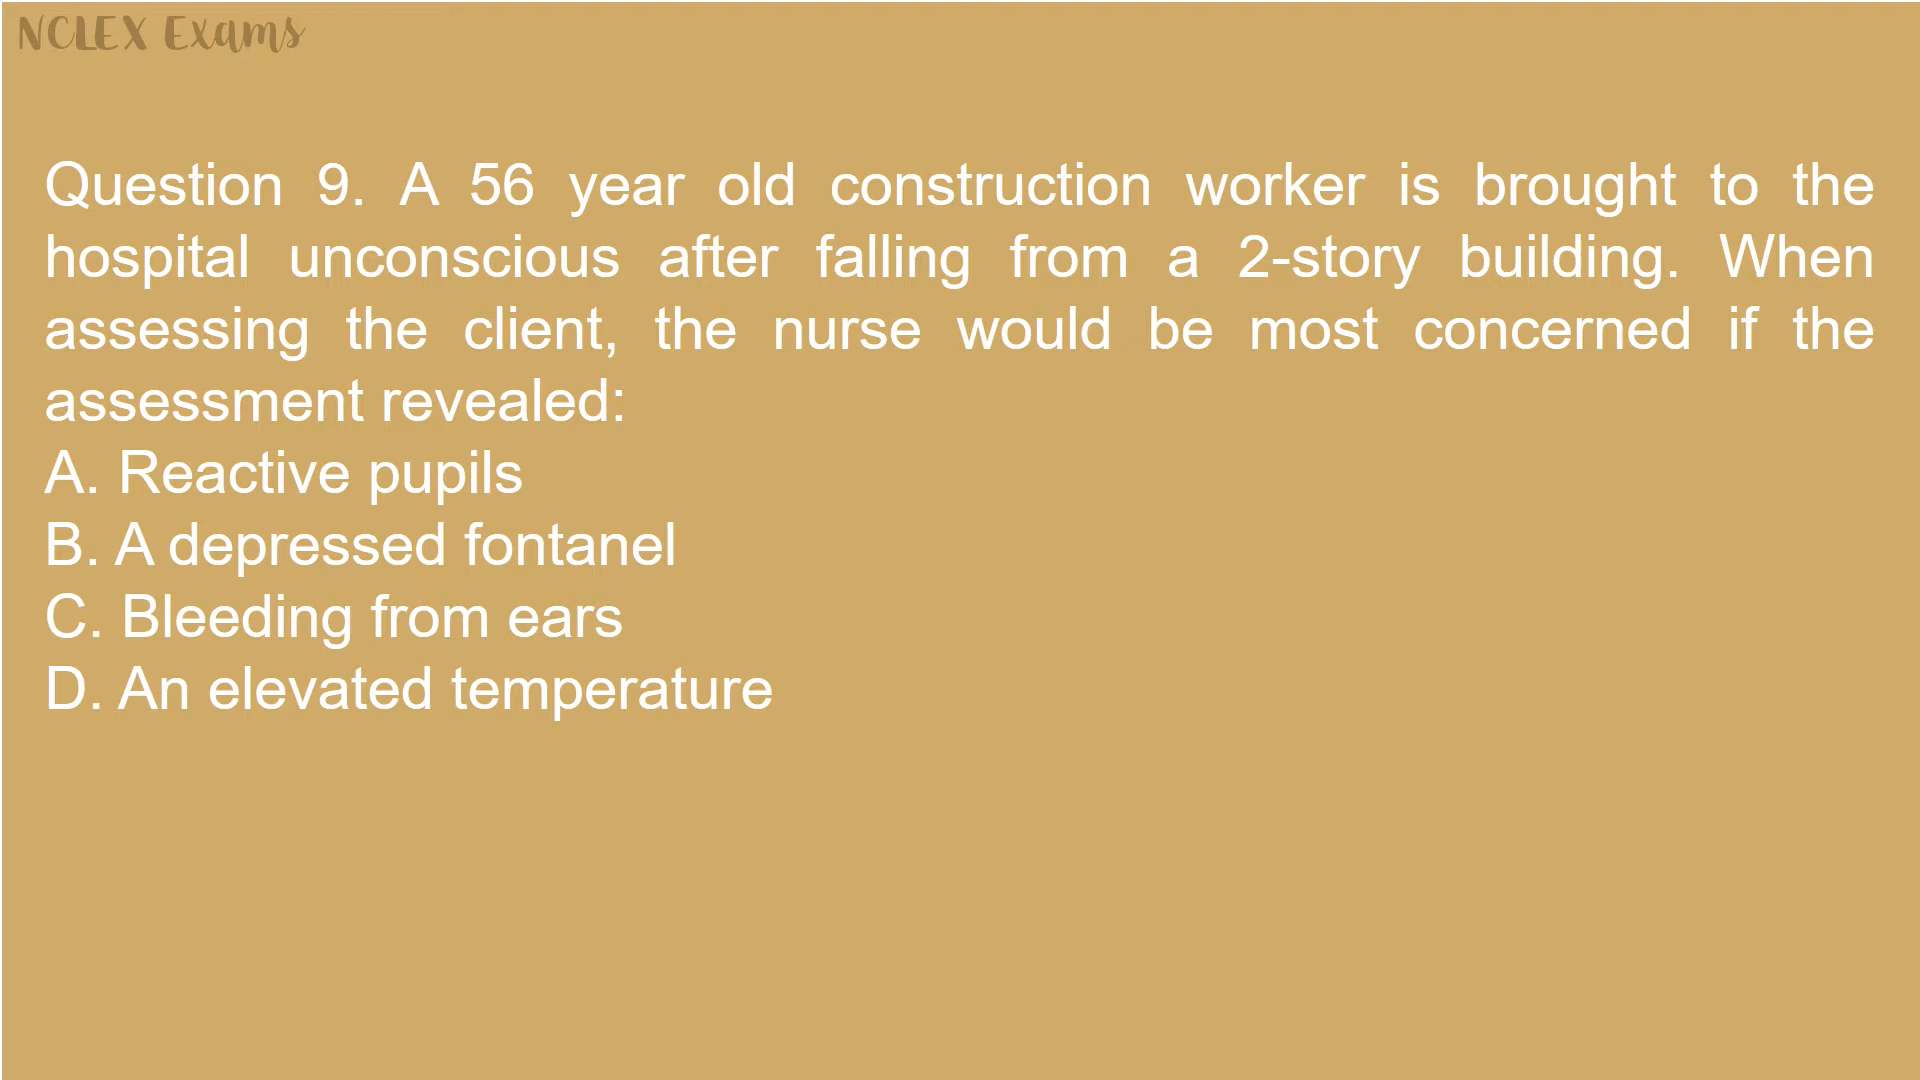 NCLEX Exams
Question 9. A 56 year old construction worker is brought to the
hospital unconscious after falling from a 2-story building. When
assessing the client, the nurse would be most concerned if the
assessment revealed:
A. Reactive pupils
B. A depressed fontanel
C. Bleeding from ears
D. An elevated temperature